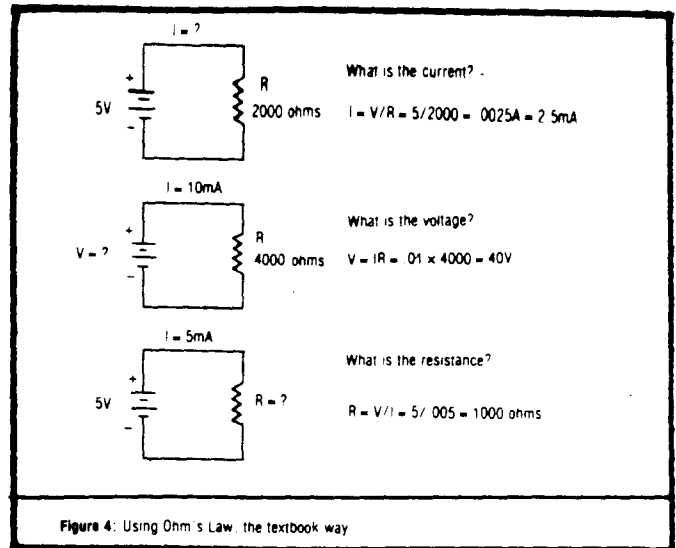 I = ?
+
5V
-
R
2000 ohms
What is the current?
I = V/R = 5/2000 = .0025A = 2.5mA
I = 10mA
+
V = ?
-
R
4000 ohms
What is the voltage?
V = IR = .01 × 4000 = 40V
I = 5mA
+
5V
-
R = ?
What is the resistance?
R = V/I = 5/.005 = 1000 ohms
Figure 4: Using Ohm's Law, the textbook way